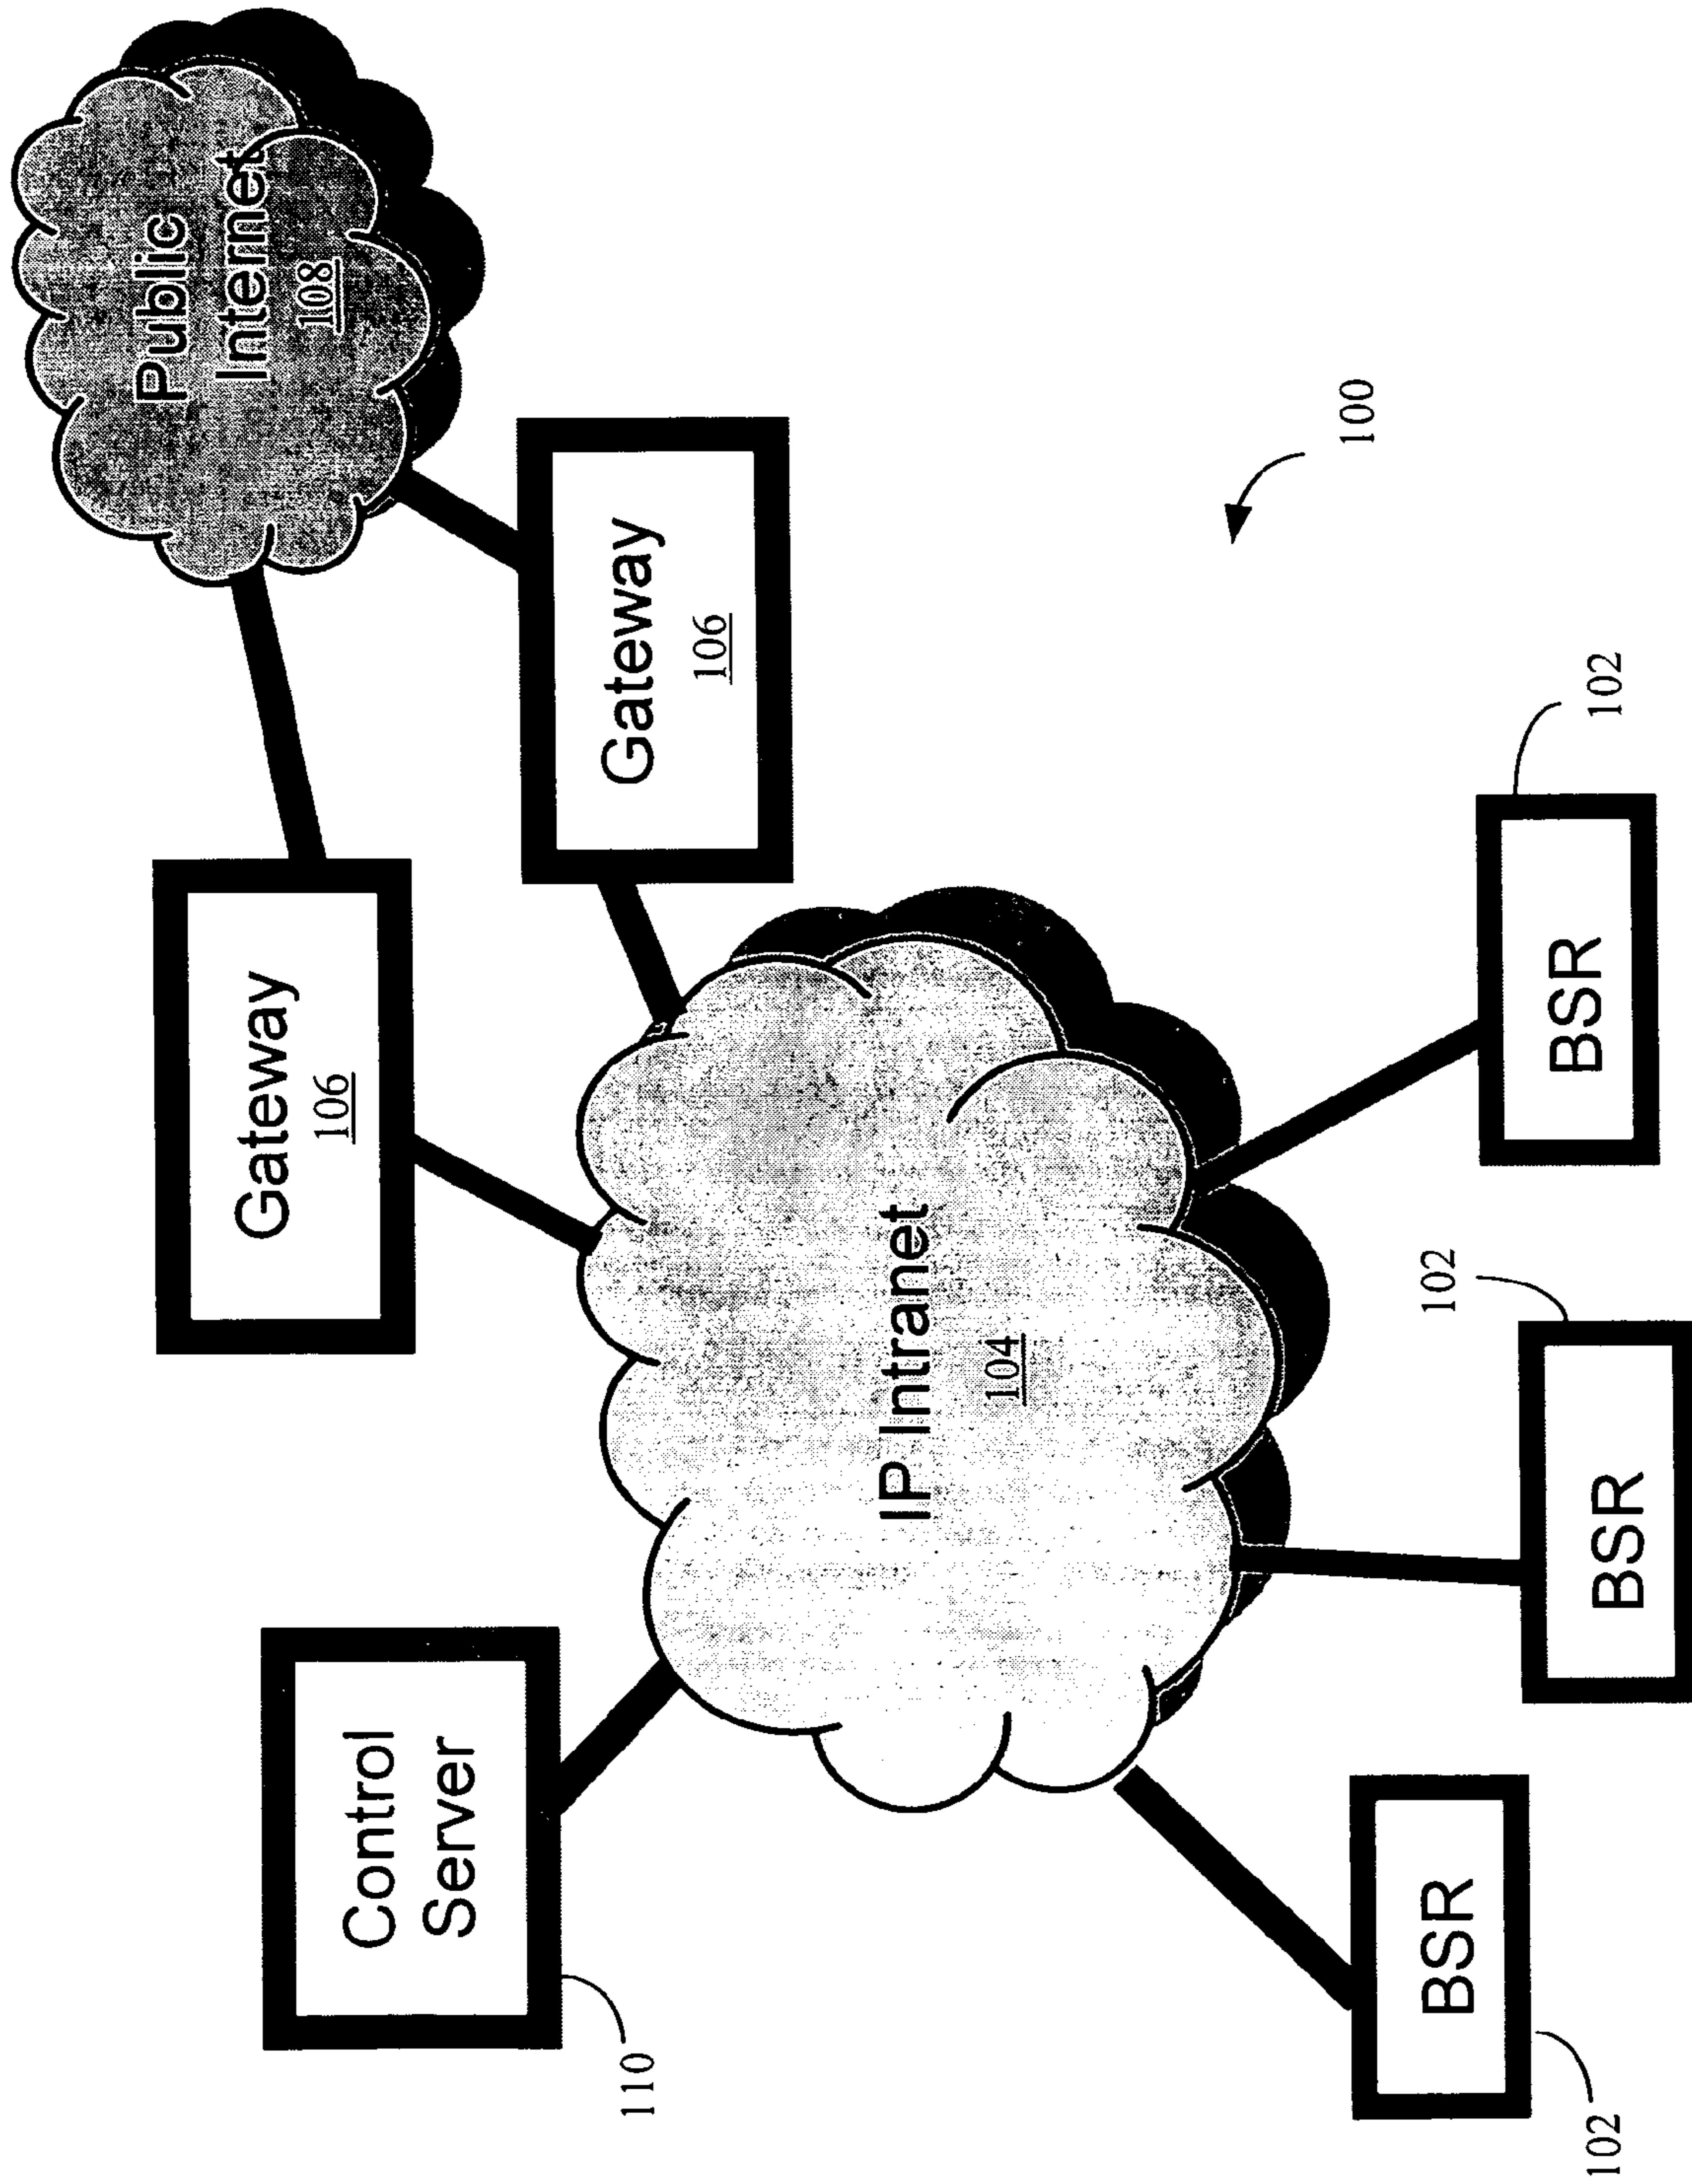 Public
Internet
108
Gateway
106
Gateway
106
100
Control
Server
110
IP Intranet
104
BSR
102
BSR
102
BSR
102